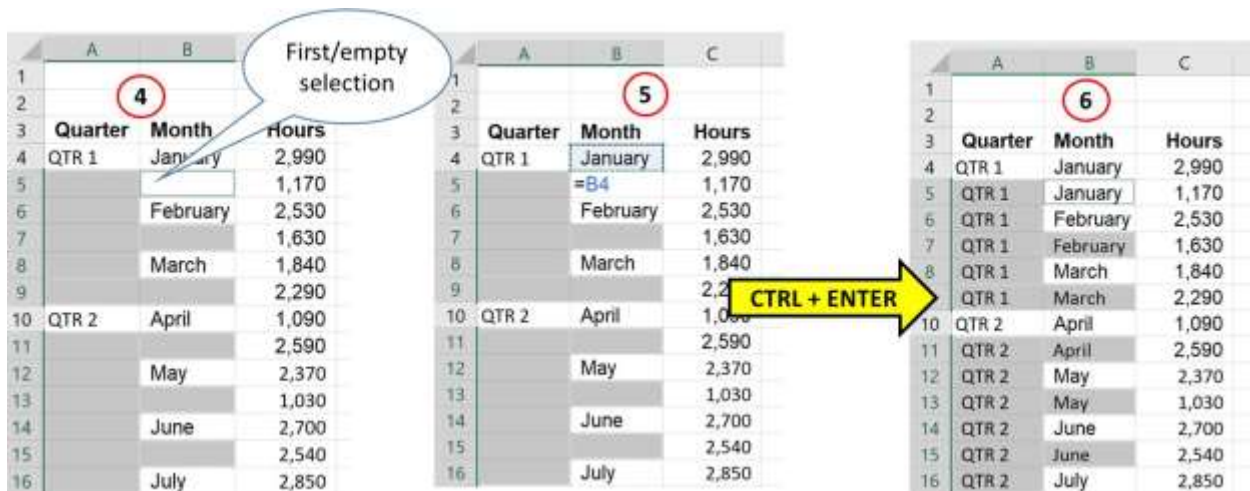 First/empty
selection
A B
4
1
2
3 Quarter Month Hours
4 QTR 1 January 2,990
5 1,170
6 February 2,530
7 1,630
8 March 1,840
9 2,290
10 QTR 2 April 1,090
11 2,590
12 May 2,370
13 1,030
14 June 2,700
15 2,540
16 July 2,850
A B C
5
1
2
3 Quarter Month Hours
4 QTR 1 January 2,990
5 =B4 1,170
6 February 2,530
7 1,630
8 March 1,840
9
10 QTR 2 April
11 2,590
12 May 2,370
13 1,030
14 June 2,700
15 2,540
16 July 2,850
CTRL + ENTER
A B C
6
1
2
3 Quarter Month Hours
4 QTR 1 January 2,990
5 QTR 1 January 1,170
6 QTR 1 February 2,530
7 QTR 1 February 1,630
8 QTR 1 March 1,840
QTR 1 March 2,290
10 QTR 2 April 1,090
11 QTR 2 April 2,590
12 QTR 2 May 2,370
13 QTR 2 May 1,030
14 QTR 2 June 2,700
15 QTR 2 June 2,540
16 QTR 2 July 2,850